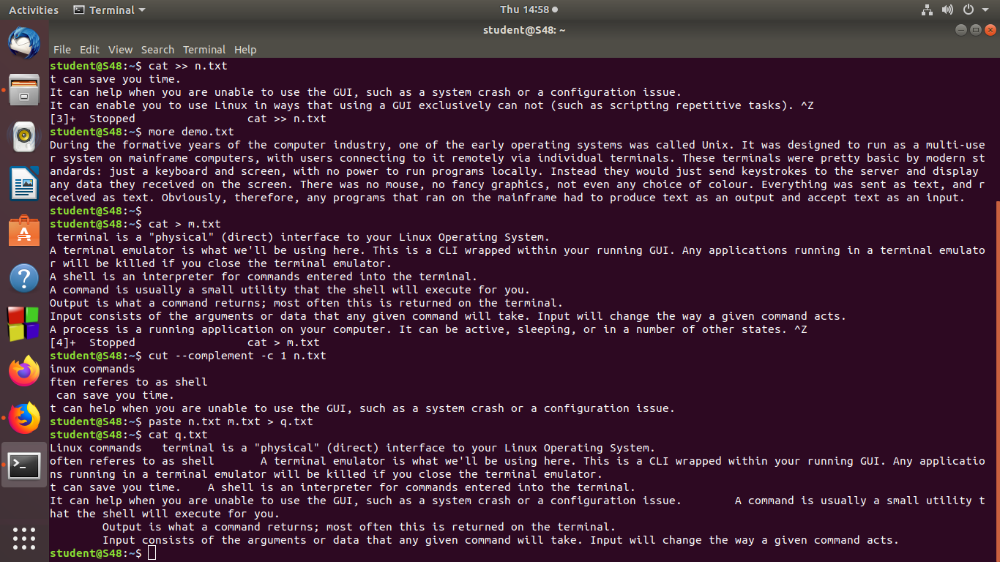 Activities Terminal Thu 14:58
student@S48: ~
File Edit View Search Terminal Help
student@S48:~$ cat >> n.txt
t can save you time.
It can help when you are unable to use the GUI, such as a system crash or a configuration issue.
It can enable you to use Linux in ways that using a GUI exclusively can not (such as scripting repetitive tasks). ^Z
[3]+  Stopped                 cat >> n.txt
student@S48:~$ more demo.txt
During the formative years of the computer industry, one of the early operating systems was called Unix. It was designed to run as a multi-use
r system on mainframe computers, with users connecting to it remotely via individual terminals. These terminals were pretty basic by modern st
andards: just a keyboard and screen, with no power to run programs locally. Instead they would just send keystrokes to the server and display
any data they received on the screen. There was no mouse, no fancy graphics, not even any choice of colour. Everything was sent as text, and r
eceived as text. Obviously, therefore, any programs that ran on the mainframe had to produce text as an output and accept text as an input.
student@S48:~$
student@S48:~$ cat > m.txt
 terminal is a "physical" (direct) interface to your Linux Operating System.
A terminal emulator is what we'll be using here. This is a CLI wrapped within your running GUI. Any applications running in a terminal emulato
r will be killed if you close the terminal emulator.
A shell is an interpreter for commands entered into the terminal.
A command is usually a small utility that the shell will execute for you.
Output is what a command returns; most often this is returned on the terminal.
Input consists of the arguments or data that any given command will take. Input will change the way a given command acts.
A process is a running application on your computer. It can be active, sleeping, or in a number of other states. ^Z
[4]+  Stopped                 cat > m.txt
student@S48:~$ cut --complement -c 1 n.txt
inux commands
ften referes to as shell
 can save you time.
t can help when you are unable to use the GUI, such as a system crash or a configuration issue.
student@S48:~$ paste n.txt m.txt > q.txt
student@S48:~$ cat q.txt
Linux commands   terminal is a "physical" (direct) interface to your Linux Operating System.
often referes to as shell       A terminal emulator is what we'll be using here. This is a CLI wrapped within your running GUI. Any applicatio
ns running in a terminal emulator will be killed if you close the terminal emulator.
t can save you time.    A shell is an interpreter for commands entered into the terminal.
It can help when you are unable to use the GUI, such as a system crash or a configuration issue.        A command is usually a small utility t
hat the shell will execute for you.
        Output is what a command returns; most often this is returned on the terminal.
        Input consists of the arguments or data that any given command will take. Input will change the way a given command acts.
student@S48:~$